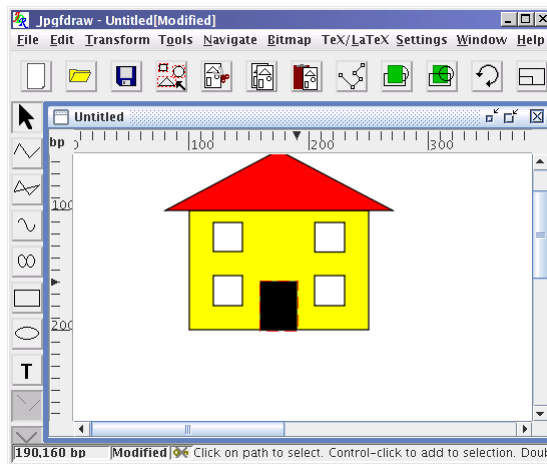 Jpgfdraw - Untitled[Modified]
File Edit Transform Tools Navigate Bitmap TeX/LaTeX Settings Window Help
Untitled
bp 100 200 300
100
200
T
190,160 bp Modified Click on path to select. Control-click to add to selection. Doub